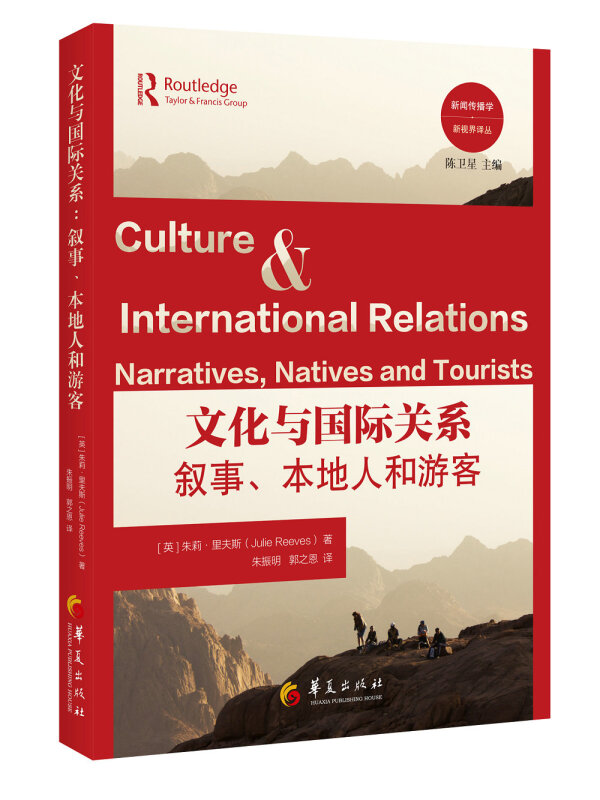 文化与国际关系：叙事、本地人和游客
[英]朱莉·里夫斯（Julie Reeves）著
朱振明 郭之恩 译
華夏出版社
HUAXIA PUBLISHING HOUSE
ROUTLEDGE
Routledge
Taylor & Francis Group
新闻传播学
新视界译丛
陈卫星 主编
Culture
&
International Relations
Narratives, Natives and Tourists
文化与国际关系
叙事、本地人和游客
[英]朱莉·里夫斯（Julie Reeves）著
朱振明 郭之恩 译
華夏出版社
HUAXIA PUBLISHING HOUSE